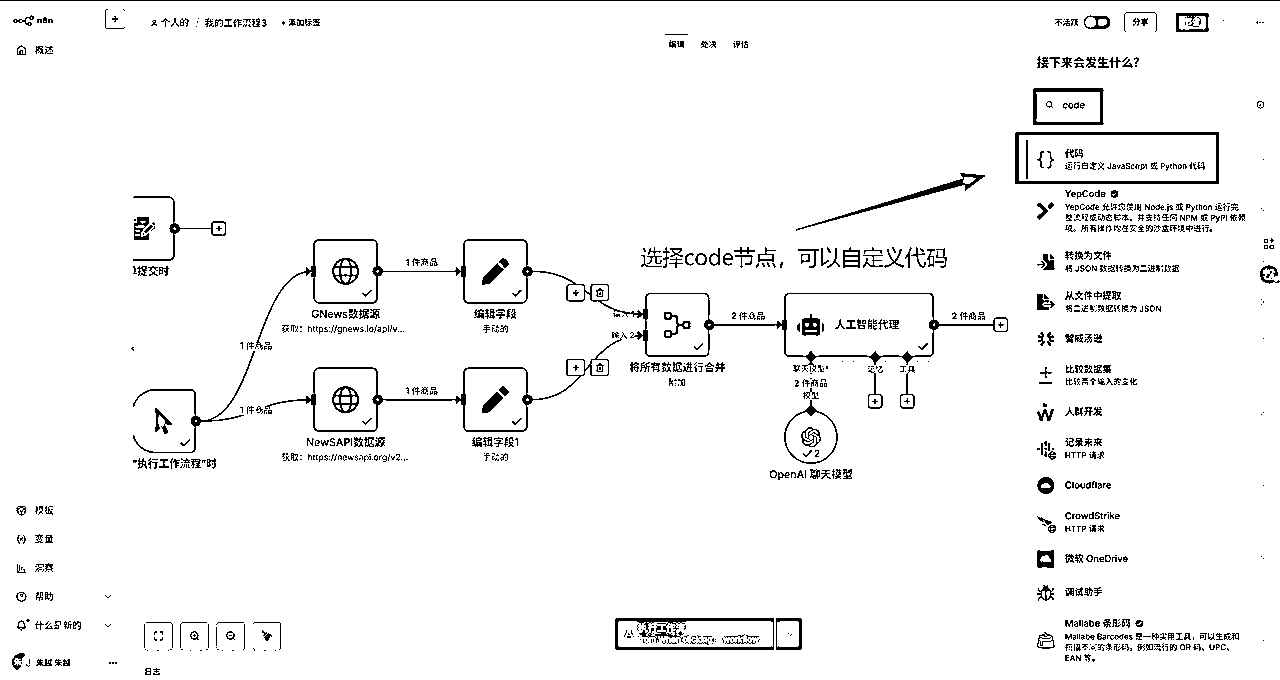 n8n
+
个人的 / 我的工作流程3 + 添加标签
不活跃
分享
概述
编辑
处决
评估
接下来会发生什么？
code
代码
运行自定义 JavaScript 或 Python 代码
YepCode
YepCode 允许您使用 Node.js 或 Python 运行完
整流程或动态脚本，并支持任何 NPM 或 PyPI 依赖
项。所有操作均在安全的沙盒环境中进行。
转换为文件
将 JSON 数据转换为二进制数据
从文件中提取
将二进制数据转换为 JSON
比较数据集
比较两个输入的变化
人群开发
记录未来
HTTP 请求
Cloudflare
CrowdStrike
HTTP 请求
微软 OneDrive
调试助手
Mallabe 条形码
Mallabe Barcodes 是一种实用工具，可以生成和
扫描不同的条形码，例如流行的 QR 码、UPC、
EAN 等。
选择code节点，可以自定义代码
提交时
1 件商品
1 件商品
GNews数据源
获取：https://gnews.io/api/v...
1 件商品
编辑字段
手动的
输入 1
输入 2
将所有数据进行合并
附加
2 件商品
人工智能代理
2 件商品
聊天模型*
记忆
工具
2 件商品
模型
2
OpenAI 聊天模型
"执行工作流程"时
1 件商品
NewSAPI数据源
获取：https://newsapi.org/v2...
编辑字段1
手动的
模板
变量
洞察
帮助
什么是新的
朱越 朱越
日志